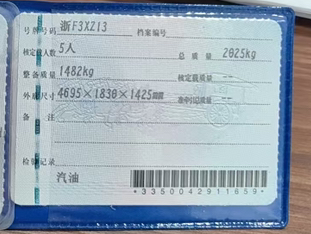 号牌号码 浙F3XZ13 档案编号
核定载人数 5人 总质量 2025kg
整备质量 1482kg 核定载质量 --
外廓尺寸 4695×1830×1425mm 准牵引总质量 --
备注
检验记录
汽油
*3350042911659*